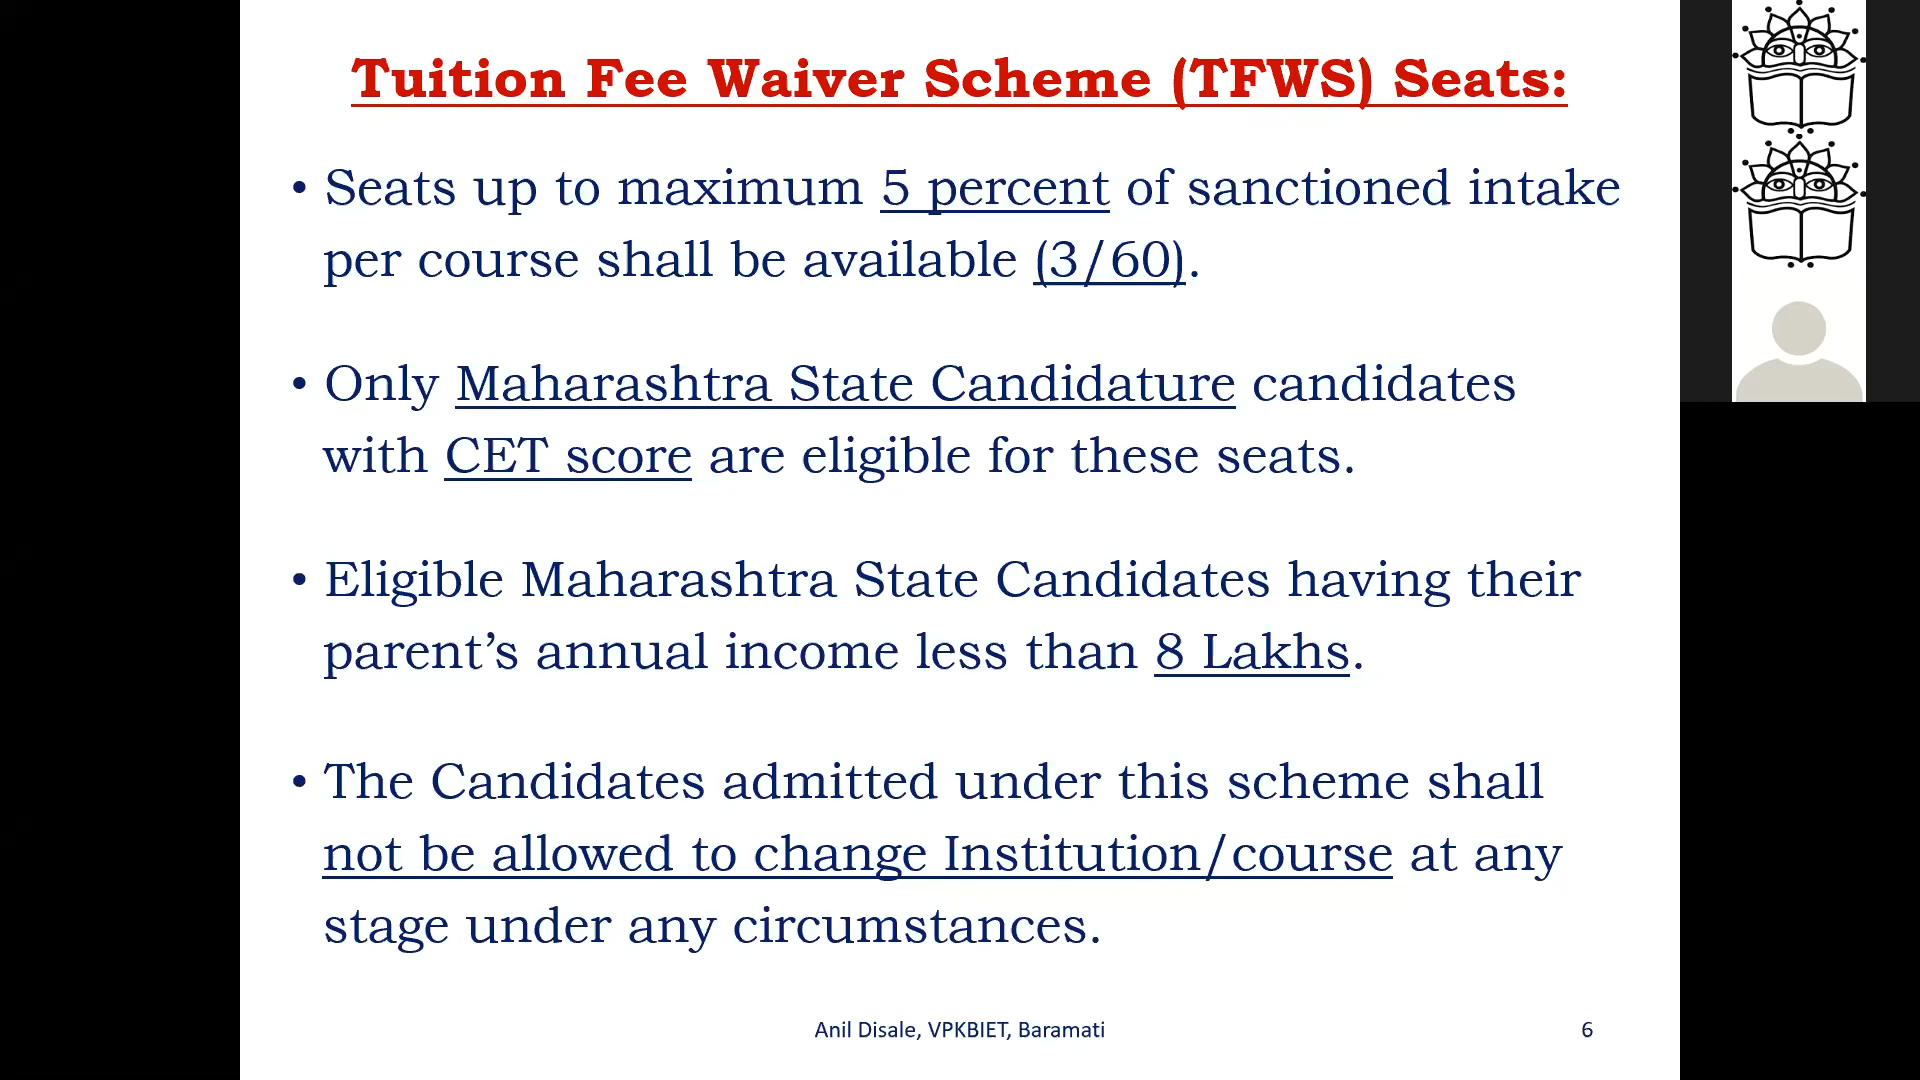 Tuition Fee Waiver Scheme (TFWS) Seats:
• Seats up to maximum 5 percent of sanctioned intake
per course shall be available (3/60).
• Only Maharashtra State Candidature candidates
with CET score are eligible for these seats.
• Eligible Maharashtra State Candidates having their
parent’s annual income less than 8 Lakhs.
• The Candidates admitted under this scheme shall
not be allowed to change Institution/course at any
stage under any circumstances.
Anil Disale, VPKBIET, Baramati
6